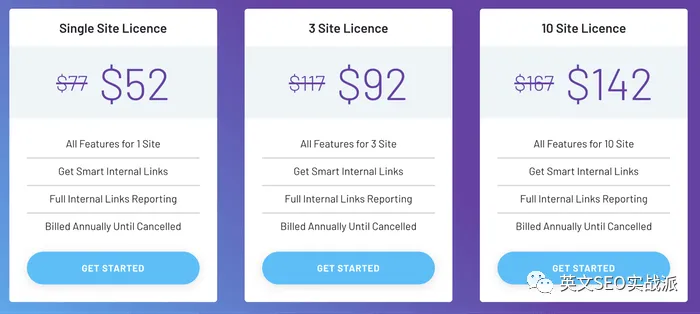 Single Site Licence
$77 $52
All Features for 1 Site
Get Smart Internal Links
Full Internal Links Reporting
Billed Annually Until Cancelled
GET STARTED
3 Site Licence
$117 $92
All Features for 3 Site
Get Smart Internal Links
Full Internal Links Reporting
Billed Annually Until Cancelled
GET STARTED
10 Site Licence
$167 $142
All Features for 10 Site
Get Smart Internal Links
Full Internal Links Reporting
Billed Annually Until Cancelled
GET STARTED
英文SEO实战派